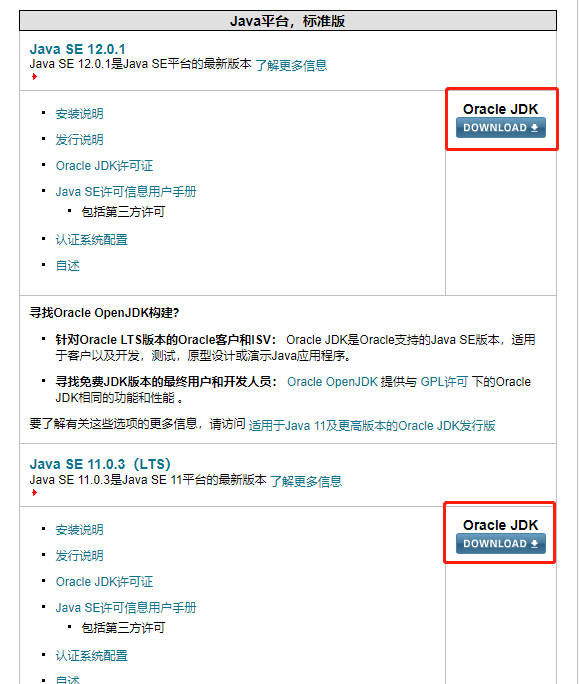 Java平台，标准版
Java SE 12.0.1
Java SE 12.0.1是Java SE平台的最新版本 了解更多信息
Oracle JDK
DOWNLOAD
安装说明
发行说明
Oracle JDK许可证
Java SE许可信息用户手册
包括第三方许可
认证系统配置
自述
寻找Oracle OpenJDK构建？
针对Oracle LTS版本的Oracle客户和ISV： Oracle JDK是Oracle支持的Java SE版本，适用
于客户以及开发，测试，原型设计或演示Java应用程序。
寻找免费JDK版本的最终用户和开发人员： Oracle OpenJDK 提供与 GPL许可 下的Oracle
JDK相同的功能和性能 。
要了解有关这些选项的更多信息，请访问 适用于Java 11及更高版本的Oracle JDK发行版
Java SE 11.0.3（LTS）
Java SE 11.0.3是Java SE 11平台的最新版本 了解更多信息
Oracle JDK
DOWNLOAD
安装说明
发行说明
Oracle JDK许可证
Java SE许可信息用户手册
包括第三方许可
认证系统配置
自述